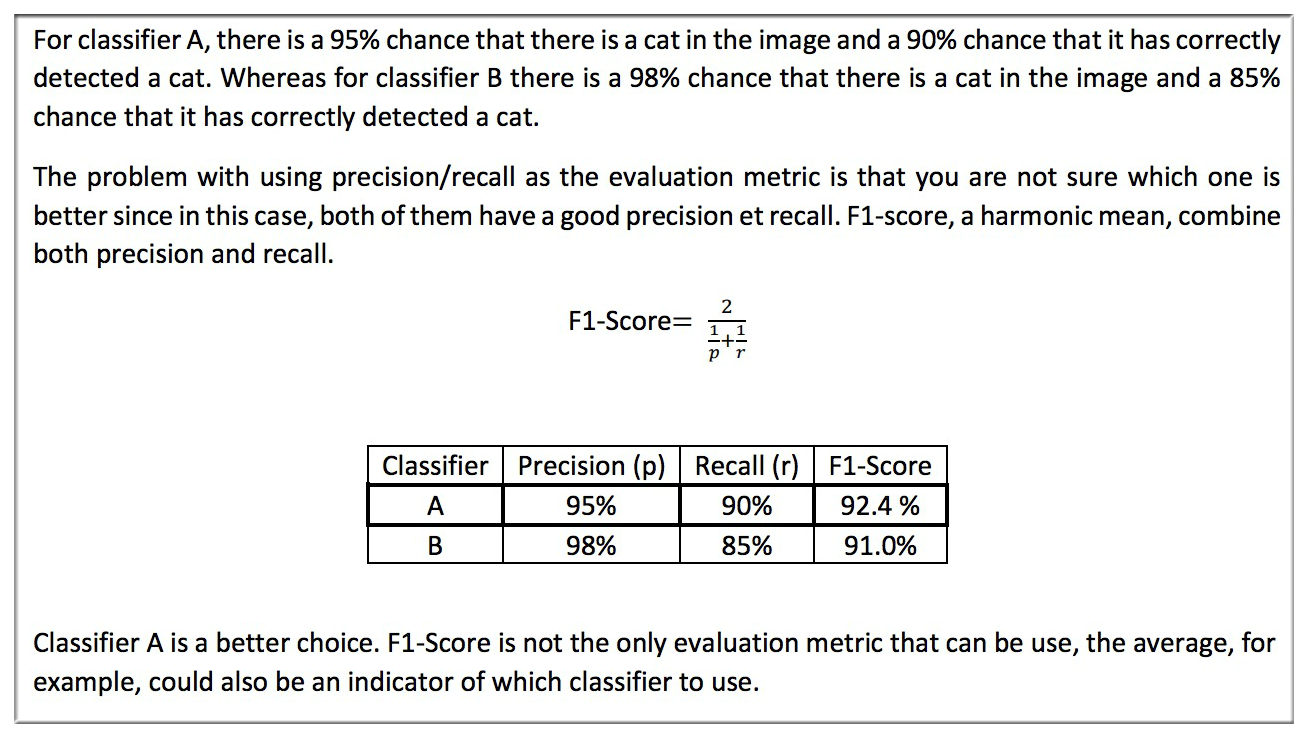 For classifier A, there is a 95% chance that there is a cat in the image and a 90% chance that it has correctly
detected a cat. Whereas for classifier B there is a 98% chance that there is a cat in the image and a 85%
chance that it has correctly detected a cat.
The problem with using precision/recall as the evaluation metric is that you are not sure which one is
better since in this case, both of them have a good precision et recall. F1-score, a harmonic mean, combine
both precision and recall.
F1-Score= 2 / (1/p + 1/r)
Classifier Precision (p) Recall (r) F1-Score
A 95% 90% 92.4 %
B 98% 85% 91.0%
Classifier A is a better choice. F1-Score is not the only evaluation metric that can be use, the average, for
example, could also be an indicator of which classifier to use.